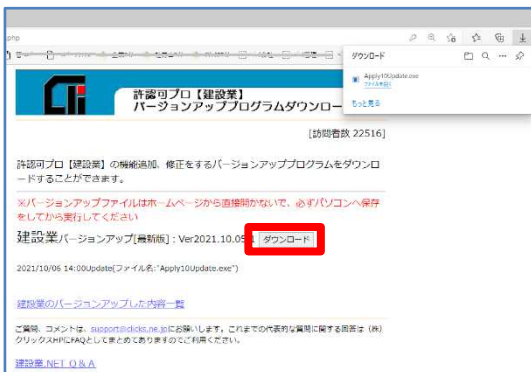 php
ダウンロード
Apply10Update.exe
ファイルを開く
もっと見る
Cti
許認可プロ【建設業】
バージョンアッププログラムダウンロー
[訪問者数 22516]
許認可プロ【建設業】の機能追加、修正をするバージョンアッププログラムをダウンロ
ードすることができます。
※バージョンアップファイルはホームページから直接開かないで、必ずパソコンへ保存
をしてから実行してください
建設業バージョンアップ[最新版]：Ver2021.10.05 ダウンロード
2021/10/06 14:00Update(ファイル名:"Apply10Update.exe")
建設業のバージョンアップした内容一覧
ご質問、コメントは、support@clicks.ne.jpにお願いします。これまでの代表的な質問に関する回答は（株）
クリックスHPにFAQとしてまとめてありますのでご利用ください。
建設業.NET Q & A